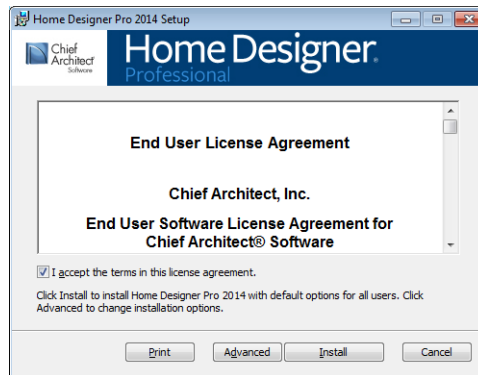 Home Designer Pro 2014 Setup
Chief
Architect
Software
Home Designer®
Professional
End User License Agreement
Chief Architect, Inc.
End User Software License Agreement for
Chief Architect® Software
I accept the terms in this license agreement.
Click Install to install Home Designer Pro 2014 with default options for all users. Click
Advanced to change installation options.
Print
Advanced
Install
Cancel